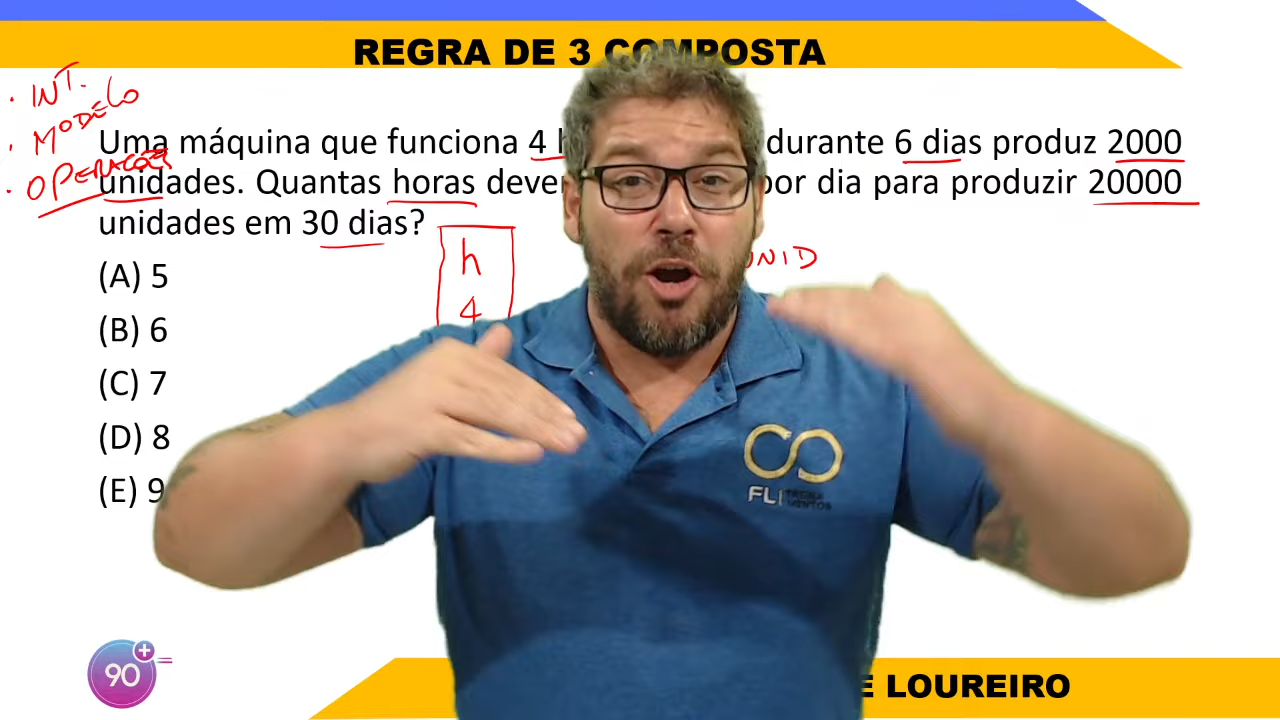 REGRA DE 3 COMPOSTA
• INT.
• MODELO
• OPERAÇÕES
Uma máquina que funciona 4 durante 6 dias produz 2000
unidades. Quantas horas por dia para produzir 20000
unidades em 30 dias?
h UNID
4
(A) 5
(B) 6
(C) 7
(D) 8
(E) 9
FL TREINA
MENTOS
90+
LOUREIRO